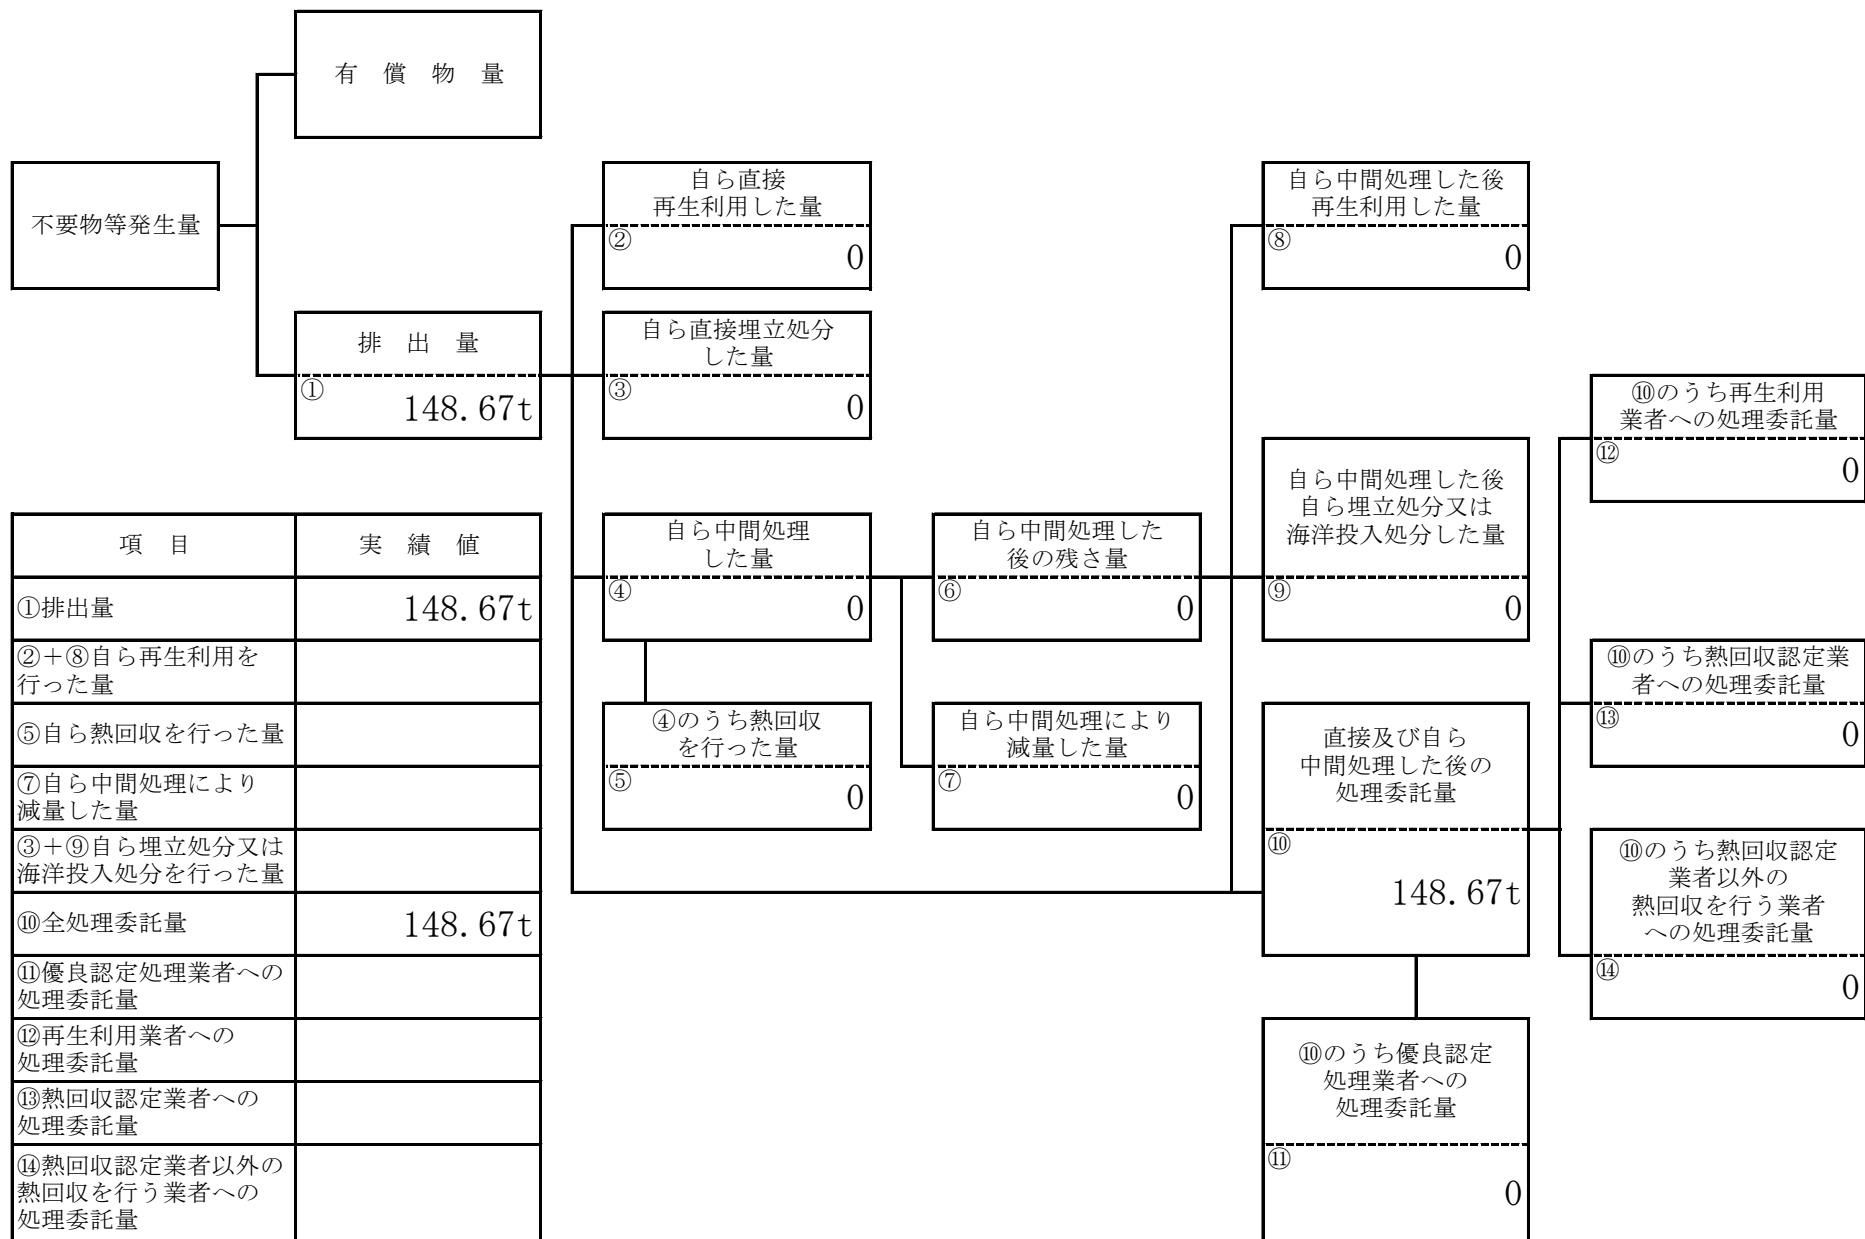 有 償 物 量
不要物等発生量
排 出 量
①
148.67t
自ら直接
再生利用した量
②
0
自ら直接埋立処分
した量
③
0
自ら中間処理
した量
④
0
④のうち熱回収
を行った量
⑤
0
自ら中間処理した
後の残さ量
⑥
0
自ら中間処理により
減量した量
⑦
0
自ら中間処理した後
再生利用した量
⑧
0
自ら中間処理した後
自ら埋立処分又は
海洋投入処分した量
⑨
0
直接及び自ら
中間処理した後の
処理委託量
⑩
148.67t
⑩のうち優良認定
処理業者への
処理委託量
⑪
0
⑩のうち再生利用
業者への処理委託量
⑫
0
⑩のうち熱回収認定業
者への処理委託量
⑬
0
⑩のうち熱回収認定
業者以外の
熱回収を行う業者
への処理委託量
⑭
0
項 目 実 績 値
①排出量 148.67t
②＋⑧自ら再生利用を
行った量
⑤自ら熱回収を行った量
⑦自ら中間処理により
減量した量
③＋⑨自ら埋立処分又は
海洋投入処分を行った量
⑩全処理委託量 148.67t
⑪優良認定処理業者への
処理委託量
⑫再生利用業者への
処理委託量
⑬熱回収認定業者への
処理委託量
⑭熱回収認定業者以外の
熱回収を行う業者への
処理委託量